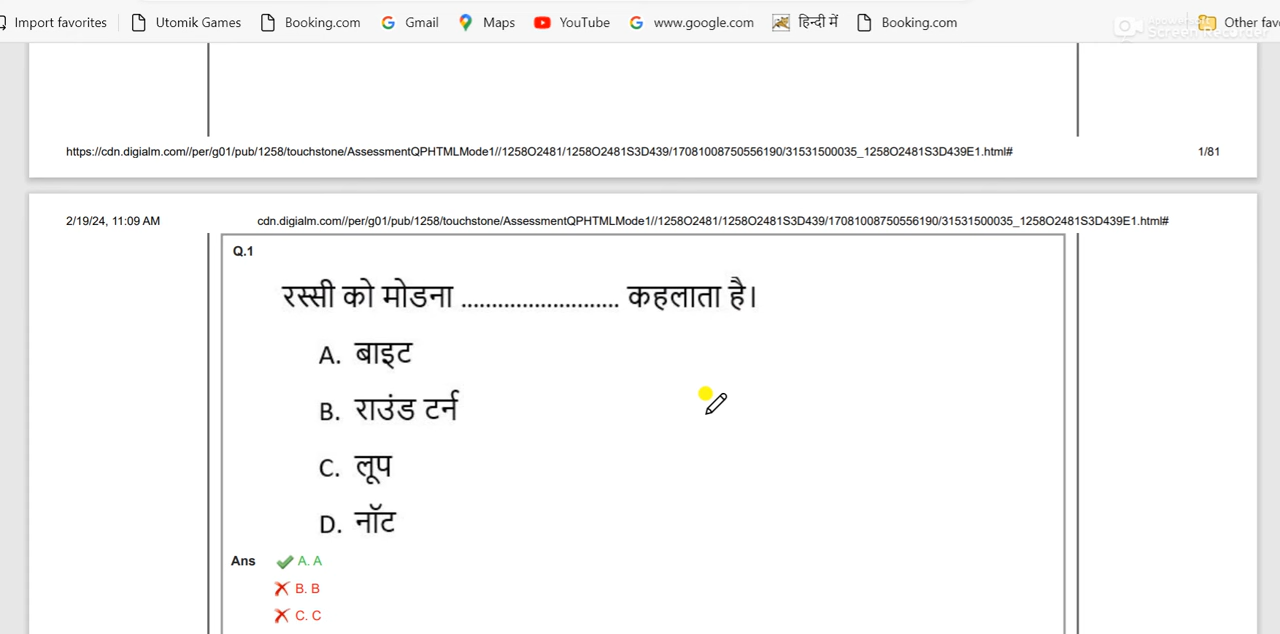 Import favorites Utomik Games Booking.com Gmail Maps YouTube www.google.com हिन्दी में Booking.com Other fav
Screen Recorder
https://cdn.digialm.com//per/g01/pub/1258/touchstone/AssessmentQPHTMLMode1//1258O2481/1258O2481S3D439/17081008750556190/31531500035_1258O2481S3D439E1.html# 1/81
2/19/24, 11:09 AM cdn.digialm.com//per/g01/pub/1258/touchstone/AssessmentQPHTMLMode1//1258O2481/1258O2481S3D439/17081008750556190/31531500035_1258O2481S3D439E1.html#
Q.1
रस्सी को मोडना .......................... कहलाता है।
A. बाइट
B. राउंड टर्न
C. लूप
D. नॉट
Ans A. A
B. B
C. C